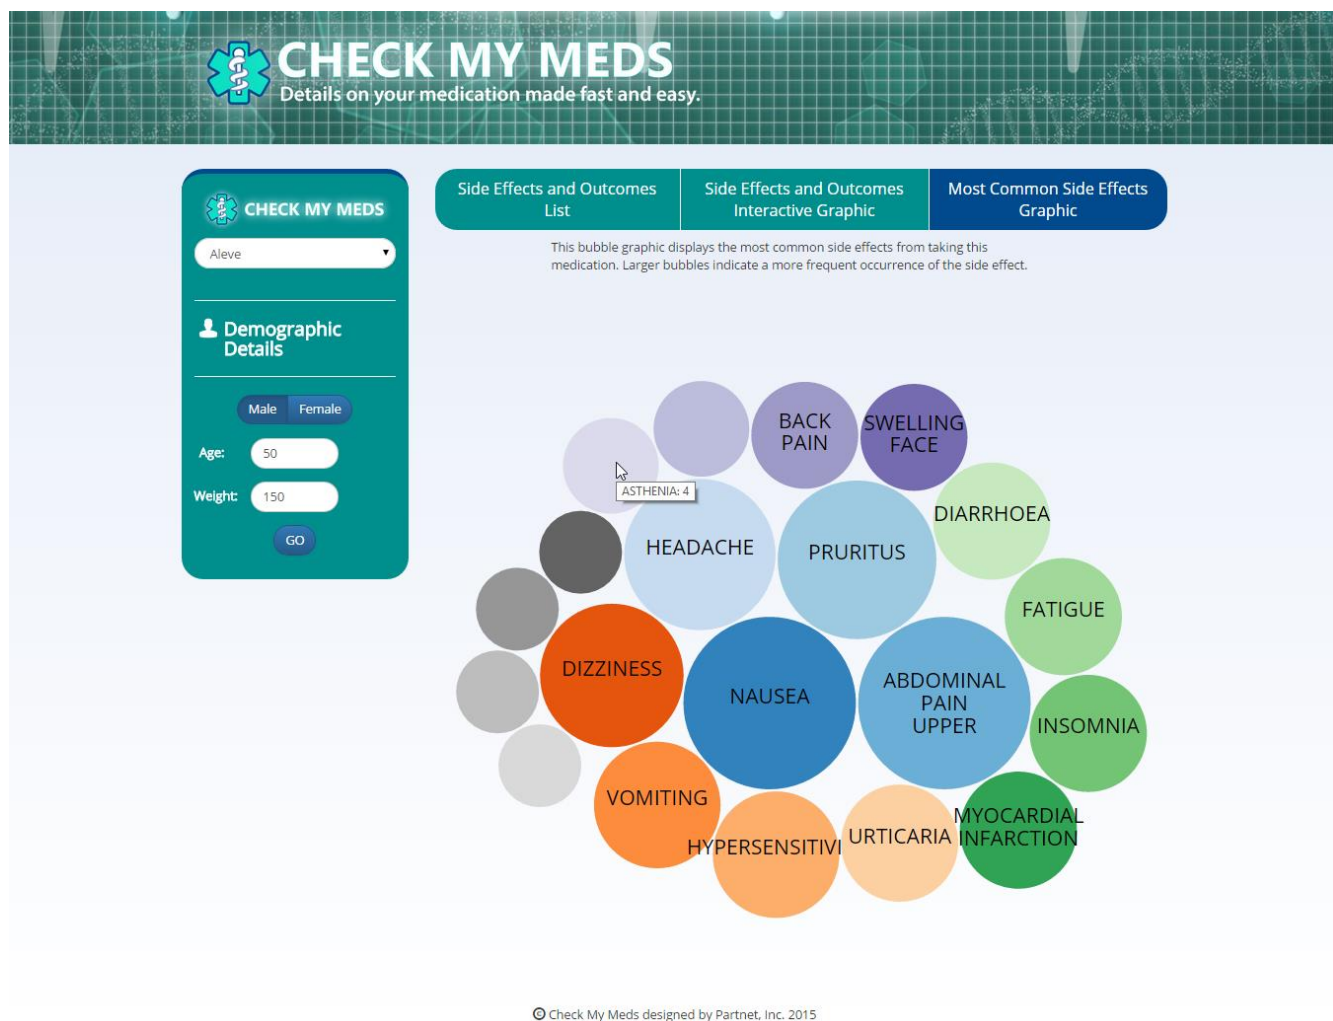 CHECK MY MEDS
Details on your medication made fast and easy.
CHECK MY MEDS
Aleve
Demographic
Details
Male Female
Age: 50
Weight: 150
GO
Side Effects and Outcomes
List
Side Effects and Outcomes
Interactive Graphic
Most Common Side Effects
Graphic
This bubble graphic displays the most common side effects from taking this
medication. Larger bubbles indicate a more frequent occurrence of the side effect.
BACK
PAIN
SWELLING
FACE
ASTHENIA: 4
DIARRHOEA
HEADACHE
PRURITUS
FATIGUE
DIZZINESS
NAUSEA
ABDOMINAL
PAIN
UPPER
INSOMNIA
VOMITING
HYPERSENSITIVI
URTICARIA
MYOCARDIAL
INFARCTION
© Check My Meds designed by Partnet, Inc. 2015